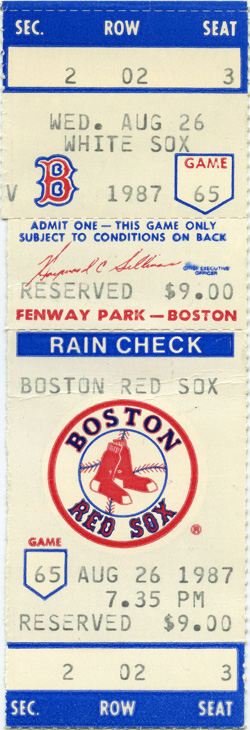 SEC. ROW SEAT
2 02 3
WED. AUG 26
WHITE SOX
GAME
B
V 1987 65
ADMIT ONE — THIS GAME ONLY
SUBJECT TO CONDITIONS ON BACK
Haywood C Sullivan
CHIEF EXECUTIVE
OFFICER
RESERVED $9.00
FENWAY PARK — BOSTON
RAIN CHECK
BOSTON RED SOX
BOSTON
RED SOX
®
GAME
65 AUG 26 1987
7.35 PM
RESERVED $9.00
2 02 3
SEC. ROW SEAT